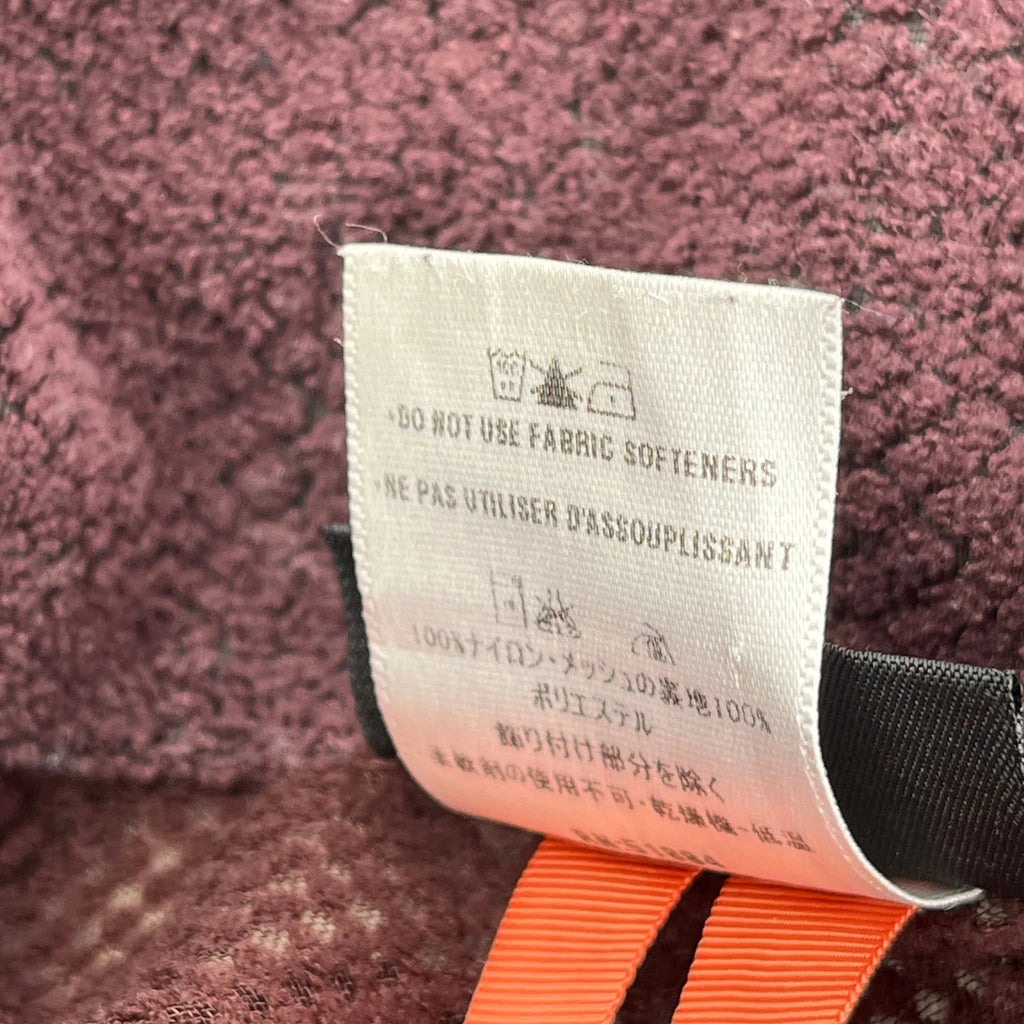 ·DO NOT USE FABRIC SOFTENERS
·NE PAS UTILISER D'ASSOUPLISSANT
100%ナイロン・メッシュの裏地100%
ポリエステル
飾り付け部分を除く
柔軟剤の使用不可・乾燥機-低温
RN 51884